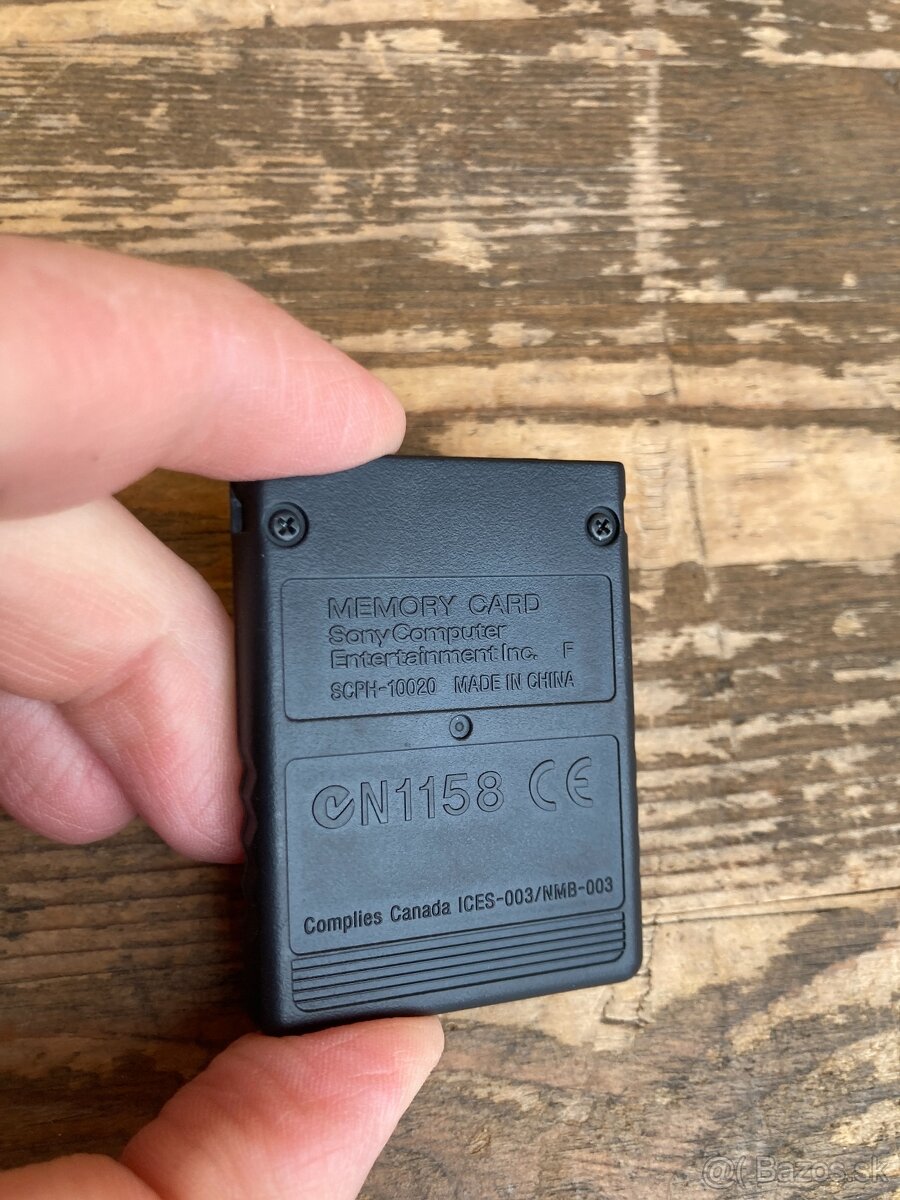 MEMORY CARD
Sony Computer
Entertainment Inc. F
SCPH-10020 MADE IN CHINA
N1158 CE
Complies Canada ICES-003/NMB-003
@( Bazos.sk